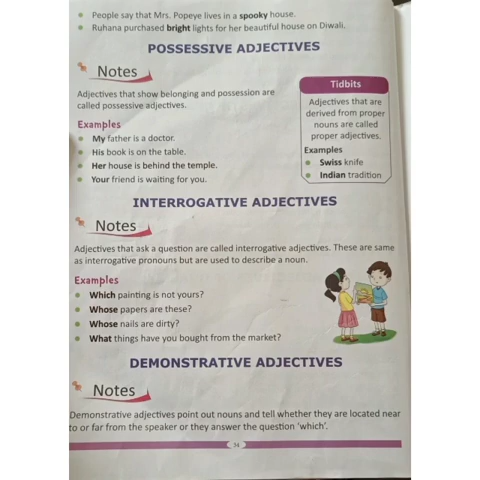 People say that Mrs. Popeye lives in a spooky house.
Ruhana purchased bright lights for her beautiful house on Diwali.
POSSESSIVE ADJECTIVES
Notes
Adjectives that show belonging and possession are
called possessive adjectives.
Examples
My father is a doctor.
His book is on the table.
Her house is behind the temple.
Your friend is waiting for you.
Tidbits
Adjectives that are
derived from proper
nouns are called
proper adjectives.
Examples
Swiss knife
Indian tradition
INTERROGATIVE ADJECTIVES
Notes
Adjectives that ask a question are called interrogative adjectives. These are same
as interrogative pronouns but are used to describe a noun.
Examples
Which painting is not yours?
Whose papers are these?
Whose nails are dirty?
What things have you bought from the market?
DEMONSTRATIVE ADJECTIVES
Notes
Demonstrative adjectives point out nouns and tell whether they are located near
to or far from the speaker or they answer the question 'which'.